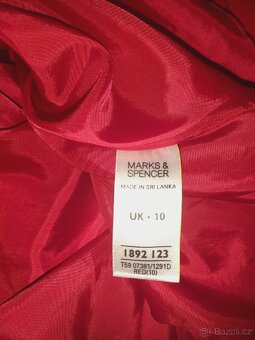 MARKS &
SPENCER
MADE IN SRI LANKA
UK · 10
1892 123
T59 07381/1291D
RED(10)
Bazos.cz